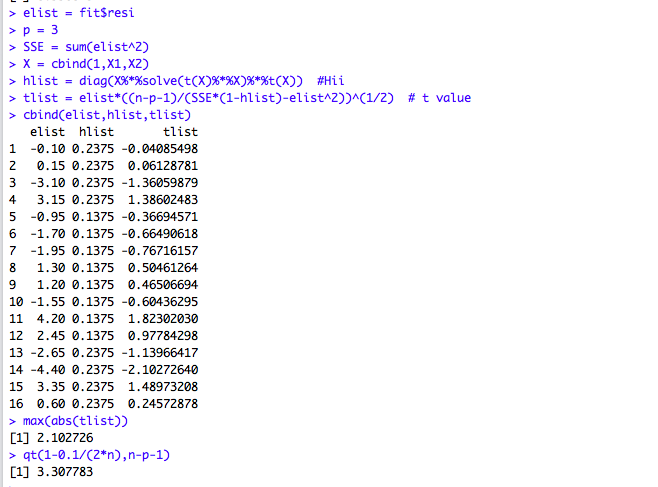 > elist = fit$resi
> p = 3
> SSE = sum(elist^2)
> X = cbind(1,X1,X2)
> hlist = diag(X%*%solve(t(X)%*%X)%*%t(X))  #Hii
> tlist = elist*((n-p-1)/(SSE*(1-hlist)-elist^2))^(1/2)  # t value
> cbind(elist,hlist,tlist)
   elist  hlist       tlist
1  -0.10 0.2375 -0.04085498
2   0.15 0.2375  0.06128781
3  -3.10 0.2375 -1.36059879
4   3.15 0.2375  1.38602483
5  -0.95 0.1375 -0.36694571
6  -1.70 0.1375 -0.66490618
7  -1.95 0.1375 -0.76716157
8   1.30 0.1375  0.50461264
9   1.20 0.1375  0.46506694
10 -1.55 0.1375 -0.60436295
11  4.20 0.1375  1.82302030
12  2.45 0.1375  0.97784298
13 -2.65 0.2375 -1.13966417
14 -4.40 0.2375 -2.10272640
15  3.35 0.2375  1.48973208
16  0.60 0.2375  0.24572878
> max(abs(tlist))
[1] 2.102726
> qt(1-0.1/(2*n),n-p-1)
[1] 3.307783